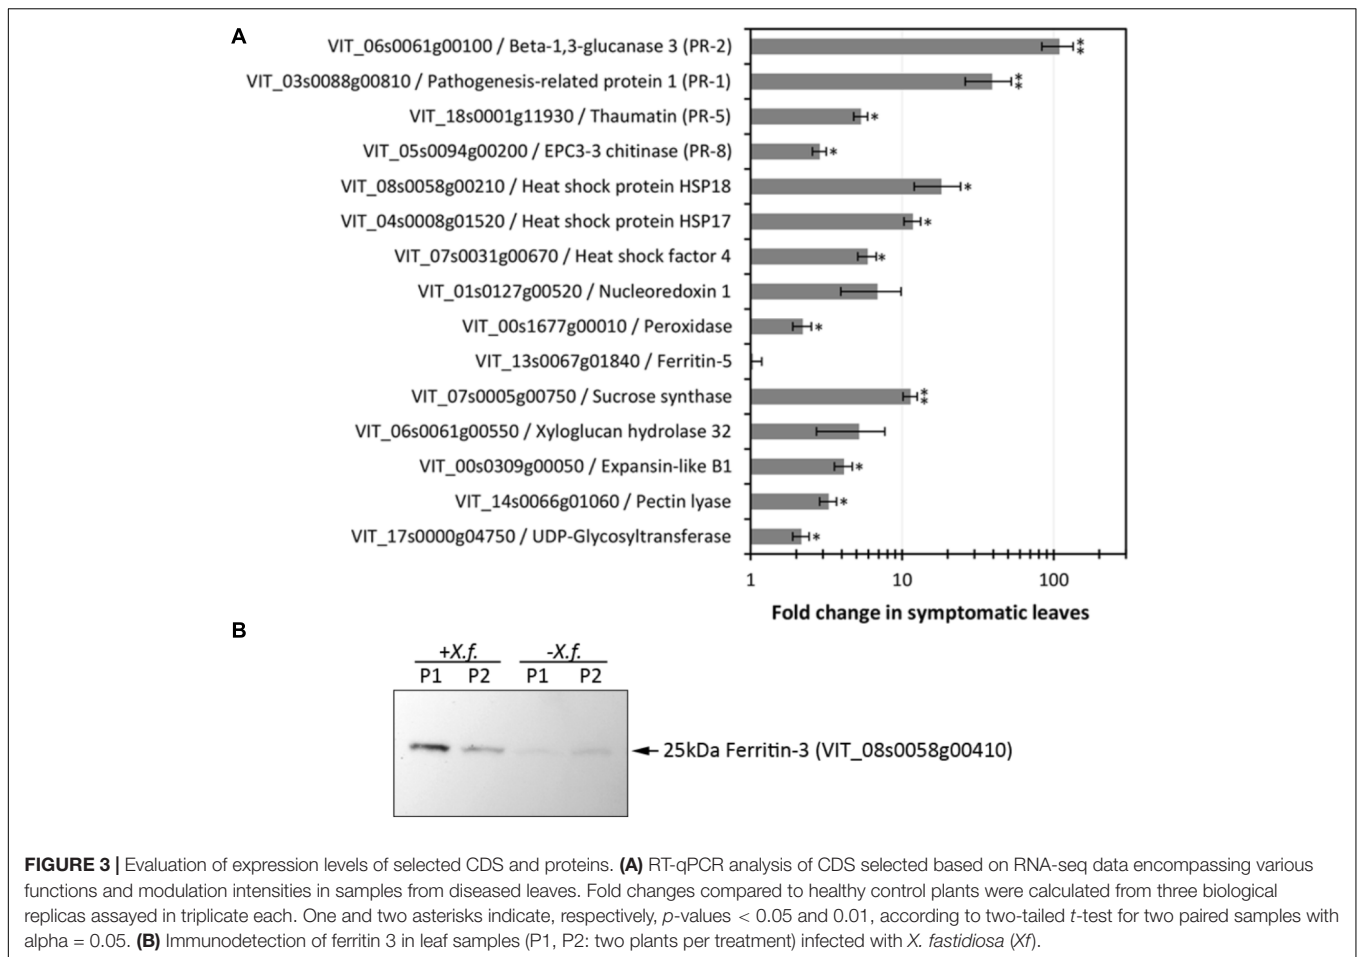 A
VIT_06s0061g00100 / Beta-1,3-glucanase 3 (PR-2) **
VIT_03s0088g00810 / Pathogenesis-related protein 1 (PR-1) **
VIT_18s0001g11930 / Thaumatin (PR-5) *
VIT_05s0094g00200 / EPC3-3 chitinase (PR-8) *
VIT_08s0058g00210 / Heat shock protein HSP18 *
VIT_04s0008g01520 / Heat shock protein HSP17 *
VIT_07s0031g00670 / Heat shock factor 4 *
VIT_01s0127g00520 / Nucleoredoxin 1
VIT_00s1677g00010 / Peroxidase *
VIT_13s0067g01840 / Ferritin-5
VIT_07s0005g00750 / Sucrose synthase **
VIT_06s0061g00550 / Xyloglucan hydrolase 32
VIT_00s0309g00050 / Expansin-like B1 *
VIT_14s0066g01060 / Pectin lyase *
VIT_17s0000g04750 / UDP-Glycosyltransferase *
1 10 100
Fold change in symptomatic leaves
B
+X.f. -X.f.
P1 P2 P1 P2
25kDa Ferritin-3 (VIT_08s0058g00410)
FIGURE 3 | Evaluation of expression levels of selected CDS and proteins. (A) RT-qPCR analysis of CDS selected based on RNA-seq data encompassing various
functions and modulation intensities in samples from diseased leaves. Fold changes compared to healthy control plants were calculated from three biological
replicas assayed in triplicate each. One and two asterisks indicate, respectively, p-values < 0.05 and 0.01, according to two-tailed t-test for two paired samples with
alpha = 0.05. (B) Immunodetection of ferritin 3 in leaf samples (P1, P2: two plants per treatment) infected with X. fastidiosa (Xf).